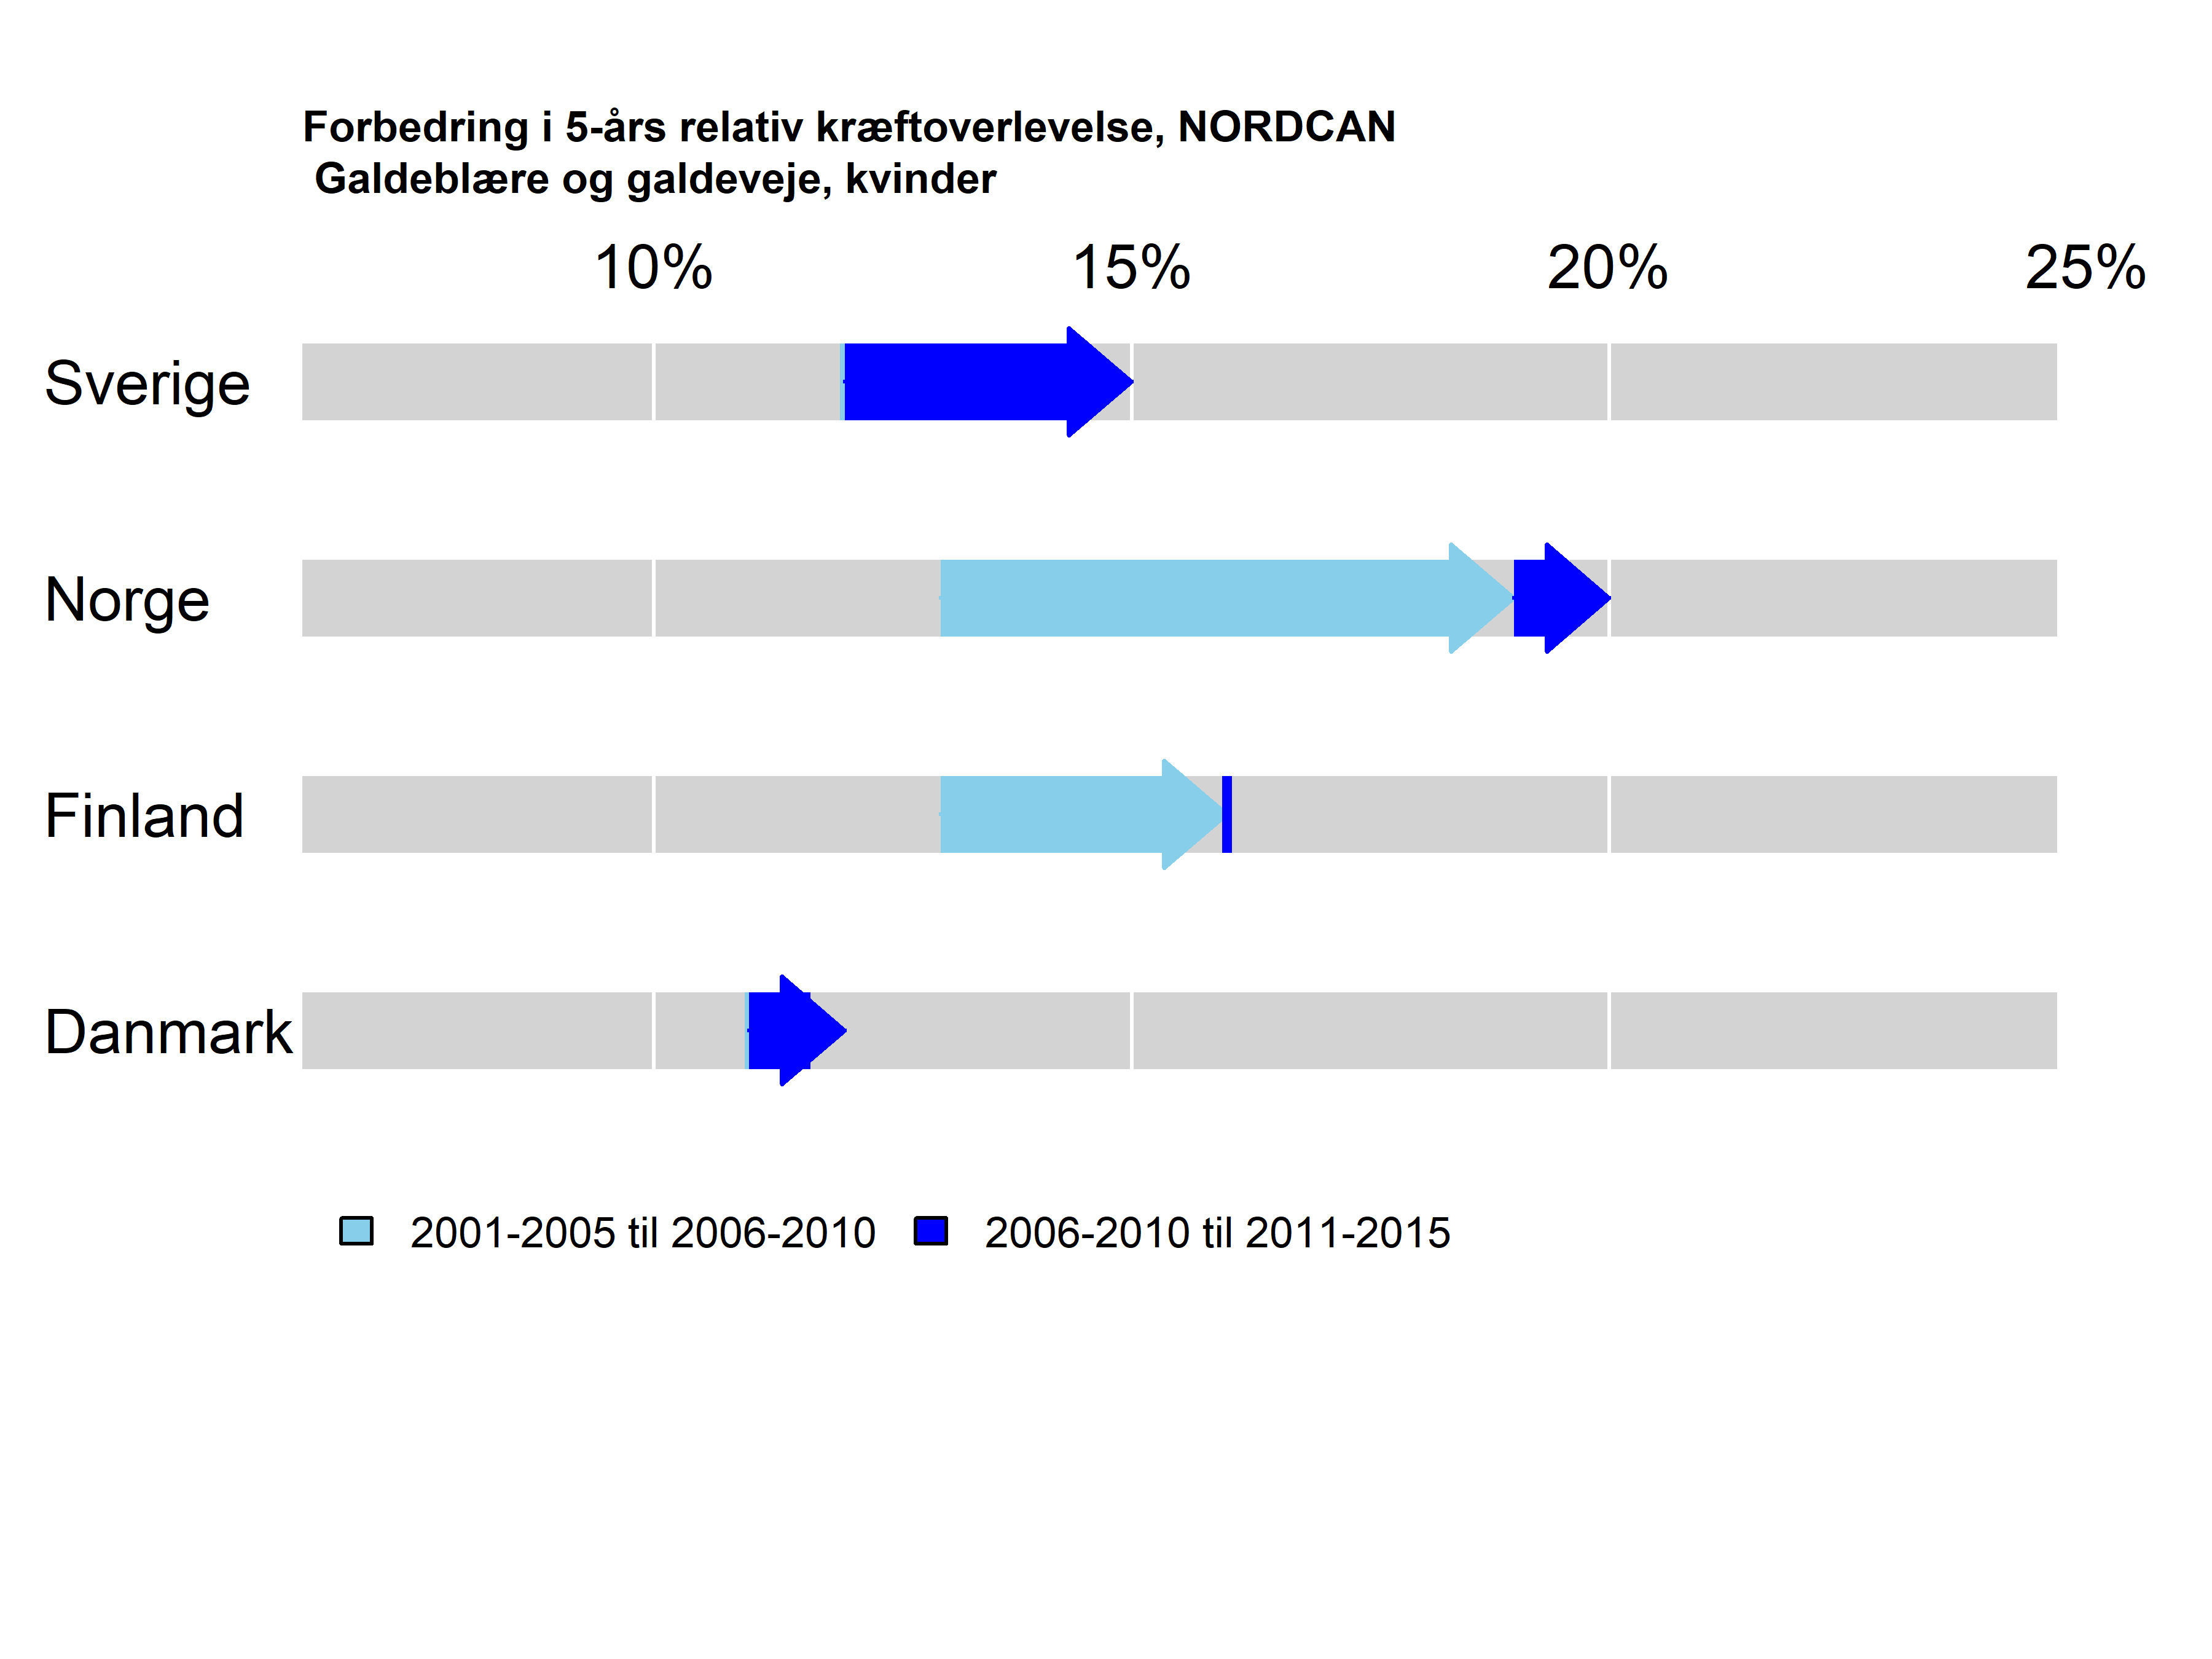 Forbedring i 5-års relativ kræftoverlevelse, NORDCAN
Galdeblære og galdeveje, kvinder
10% 15% 20% 25%
Sverige
Norge
Finland
Danmark
2001-2005 til 2006-2010 2006-2010 til 2011-2015